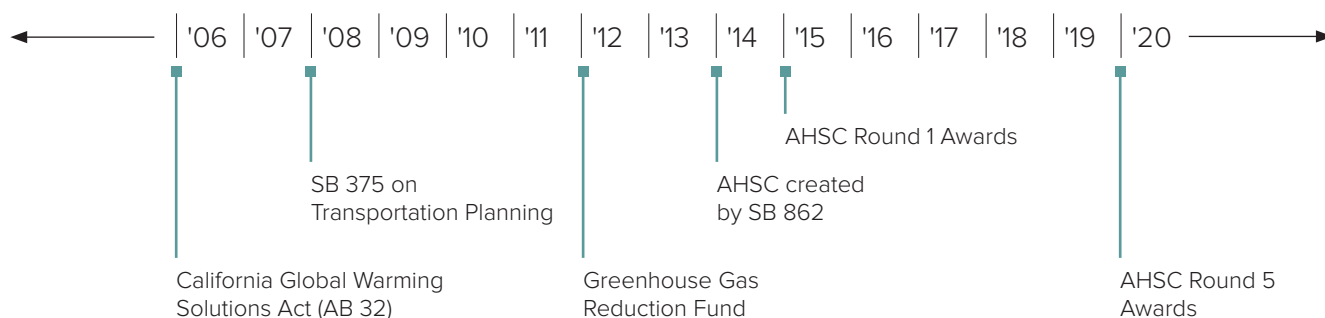 '06 '07 '08 '09 '10 '11 '12 '13 '14 '15 '16 '17 '18 '19 '20
AHSC Round 1 Awards
SB 375 on
Transportation Planning
AHSC created
by SB 862
California Global Warming
Solutions Act (AB 32)
Greenhouse Gas
Reduction Fund
AHSC Round 5
Awards